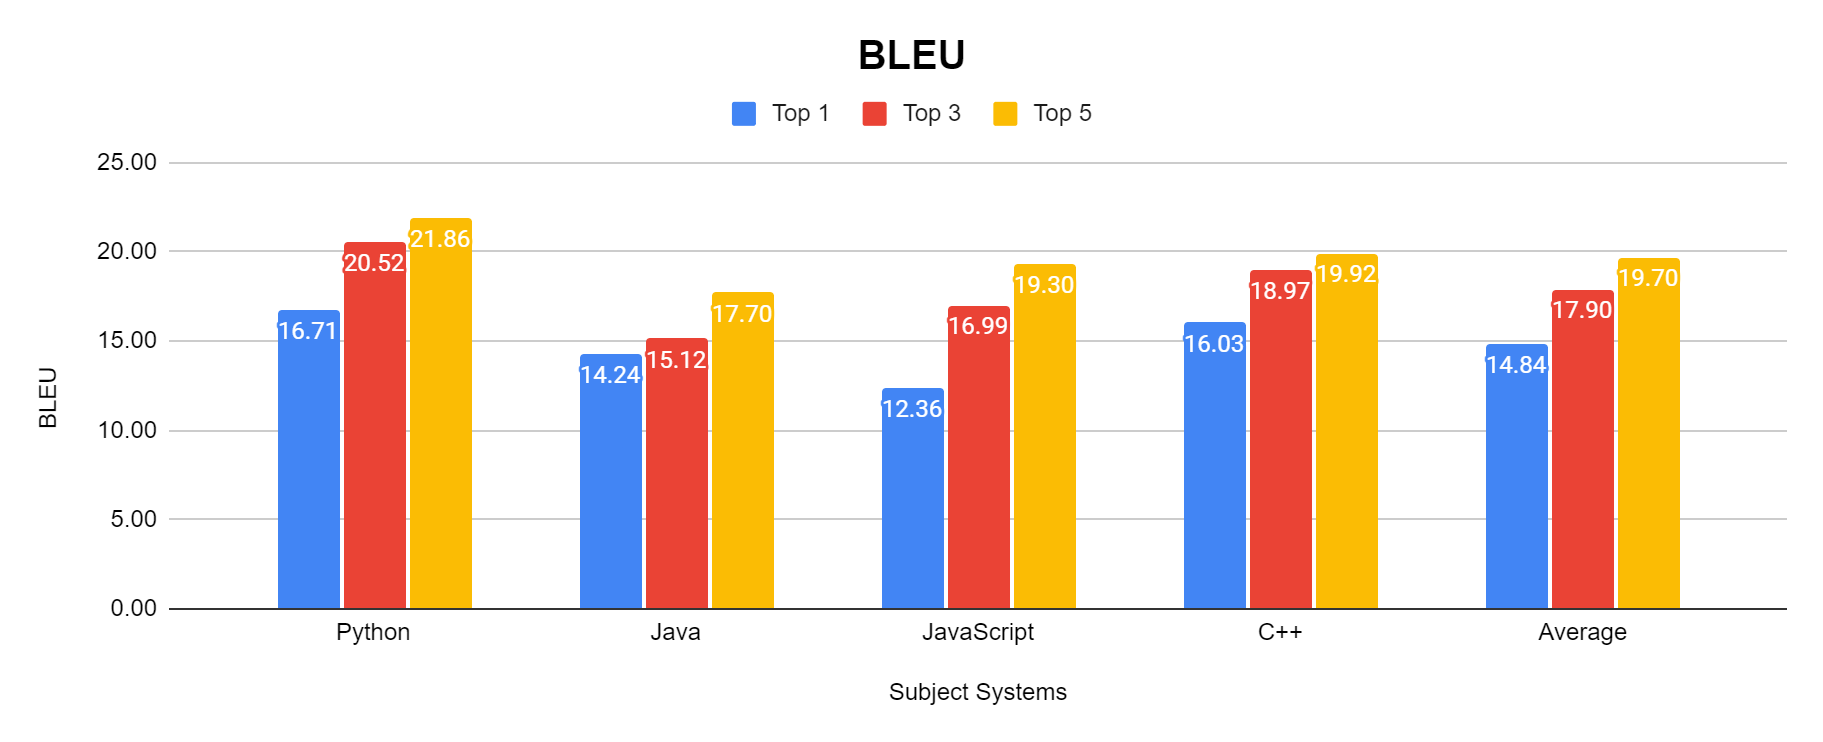 BLEU
Top 1 Top 3 Top 5
25.00
20.00
15.00
10.00
5.00
0.00
BLEU
16.71 20.52 21.86
14.24 15.12 17.70
12.36 16.99 19.30
16.03 18.97 19.92
14.84 17.90 19.70
Python Java JavaScript C++ Average
Subject Systems